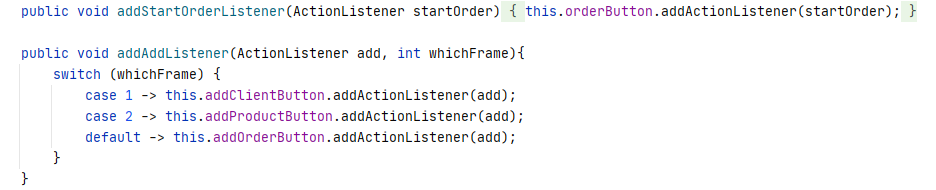 public void addStartOrderListener(ActionListener startOrder) { this.orderButton.addActionListener(startOrder); }
public void addAddListener(ActionListener add, int whichFrame){
switch (whichFrame) {
case 1 -> this.addClientButton.addActionListener(add);
case 2 -> this.addProductButton.addActionListener(add);
default -> this.addOrderButton.addActionListener(add);
}
}